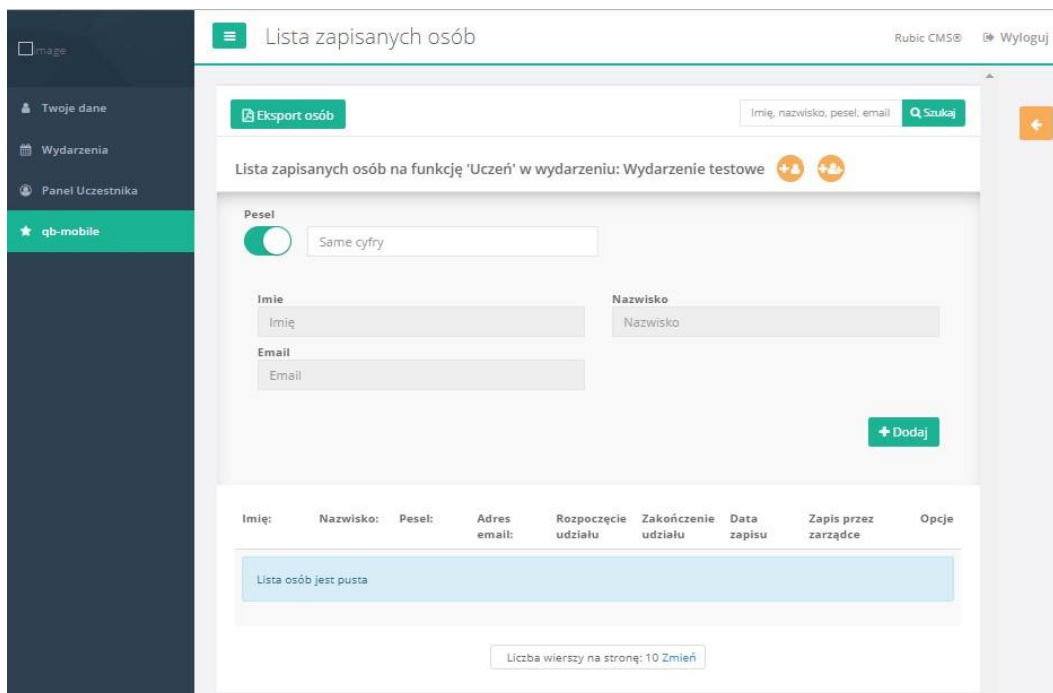 Lista zapisanych osób
Rubic CMS®
Wyloguj
mage
Twoje dane
Wydarzenia
Panel Uczestnika
qb-mobile
Eksport osób
Imię, nazwisko, pesel, email
Szukaj
Lista zapisanych osób na funkcję 'Uczeń' w wydarzeniu: Wydarzenie testowe
Pesel
Same cyfry
Imie
Nazwisko
Imię
Nazwisko
Email
Email
Dodaj
Imię: Nazwisko: Pesel: Adres email: Rozpoczęcie udziału Zakończenie udziału Data zapisu Zapis przez zarządce Opcje
Lista osób jest pusta
Liczba wierszy na stronę: 10 Zmień